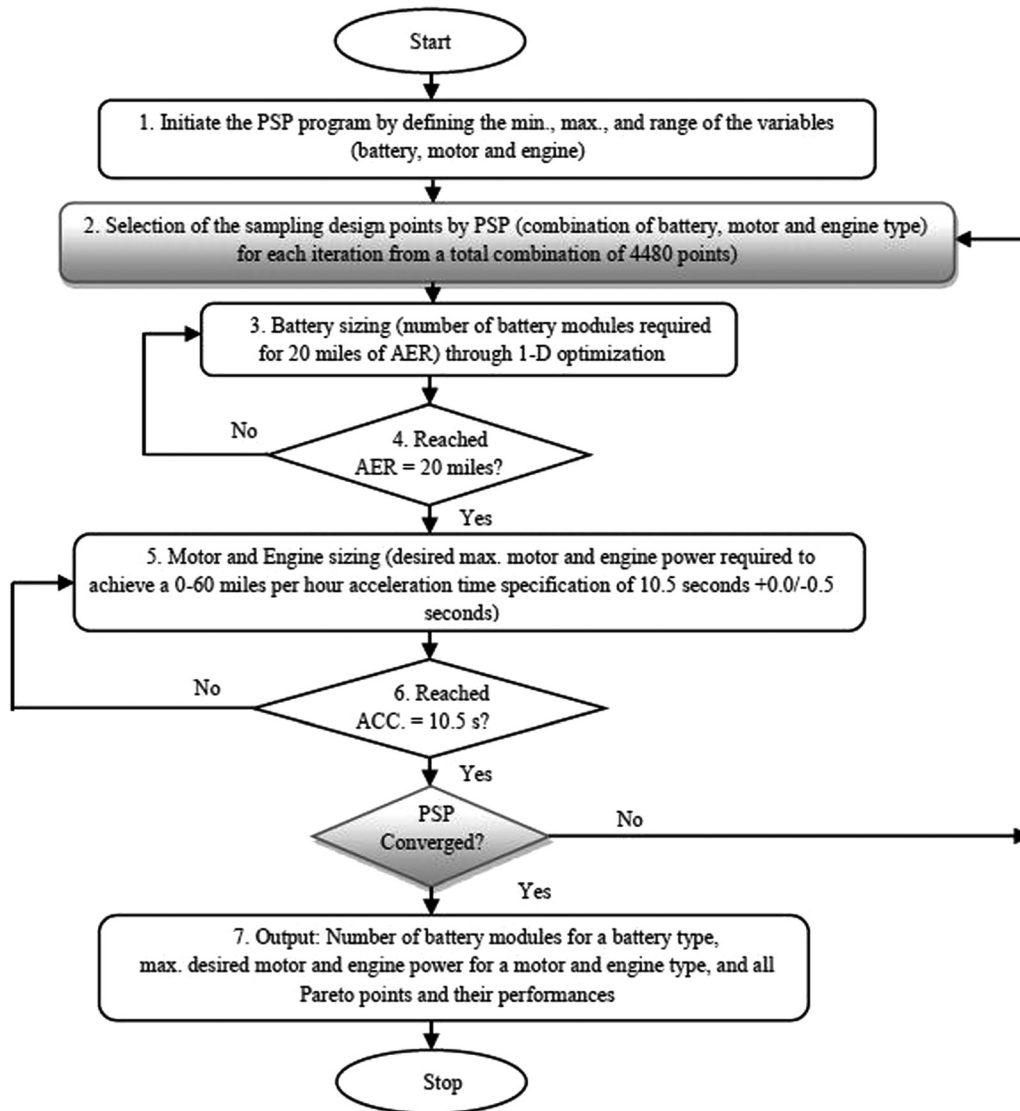 Start
1. Initiate the PSP program by defining the min., max., and range of the variables
(battery, motor and engine)
2. Selection of the sampling design points by PSP (combination of battery, motor and engine type)
for each iteration from a total combination of 4480 points)
3. Battery sizing (number of battery modules required
for 20 miles of AER) through 1-D optimization
No
4. Reached
AER = 20 miles?
Yes
5. Motor and Engine sizing (desired max. motor and engine power required to
achieve a 0-60 miles per hour acceleration time specification of 10.5 seconds +0.0/-0.5
seconds)
No
6. Reached
ACC. = 10.5 s?
Yes
PSP
Converged?
No
Yes
7. Output: Number of battery modules for a battery type,
max. desired motor and engine power for a motor and engine type, and all
Pareto points and their performances
Stop